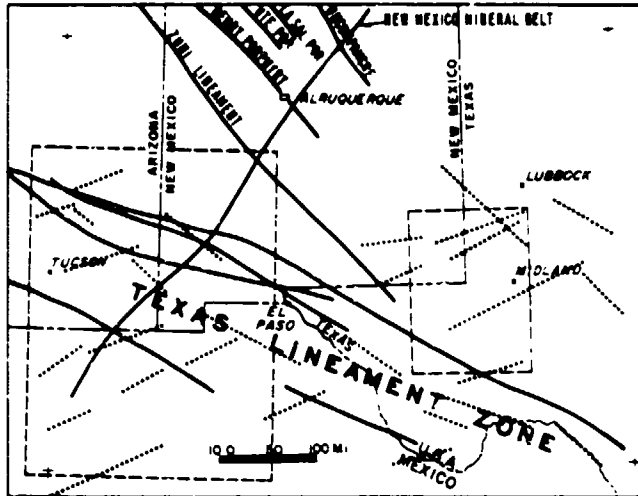 NEW MEXICO MINERAL BELT
ZUNI LINEAMENT
ALBUQUERQUE
ARIZONA
NEW MEXICO
NEW MEXICO
TEXAS
LUBBOCK
TUCSON
MIDLAND
EL
PASO
TEXAS
TEXAS LINEAMENT ZONE
100 Mi
MEXICO